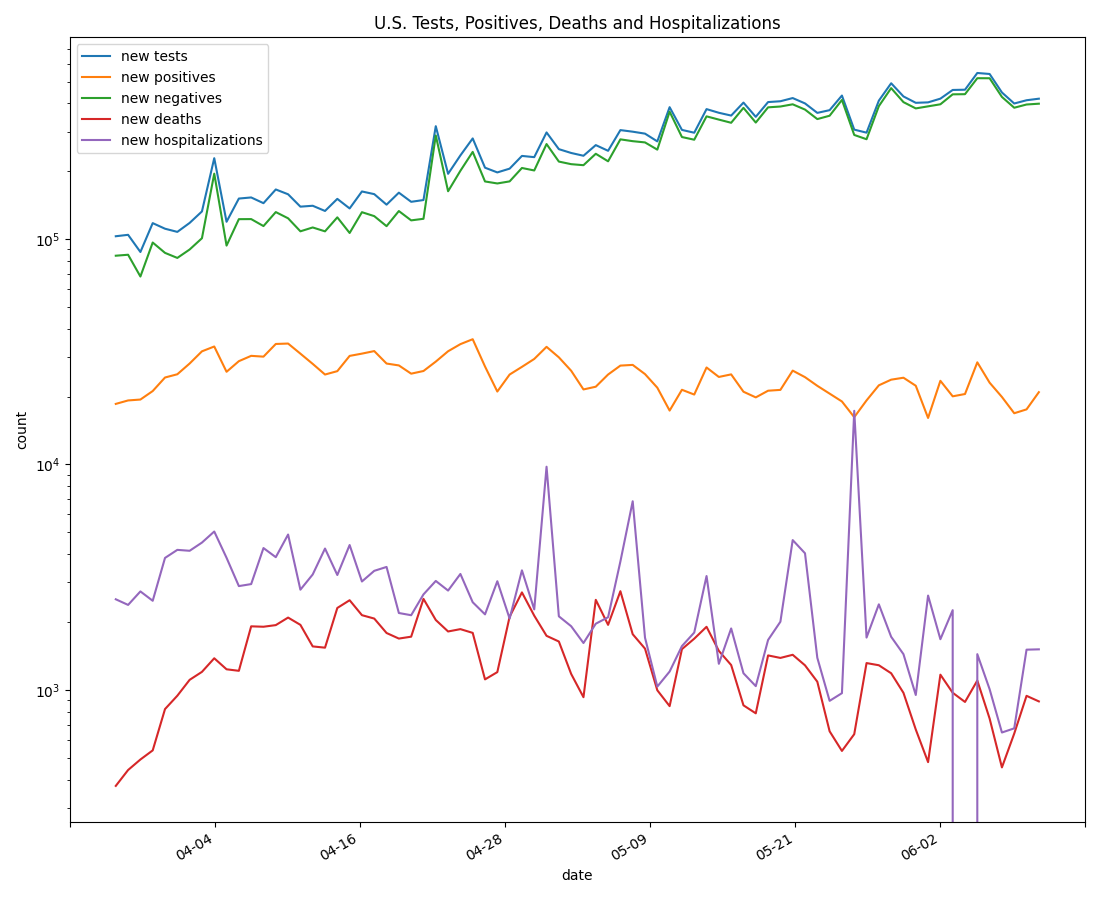 U.S. Tests, Positives, Deaths and Hospitalizations
new tests
new positives
new negatives
new deaths
new hospitalizations
count
10^5
10^4
10^3
04-04
04-16
04-28
05-09
05-21
06-02
date